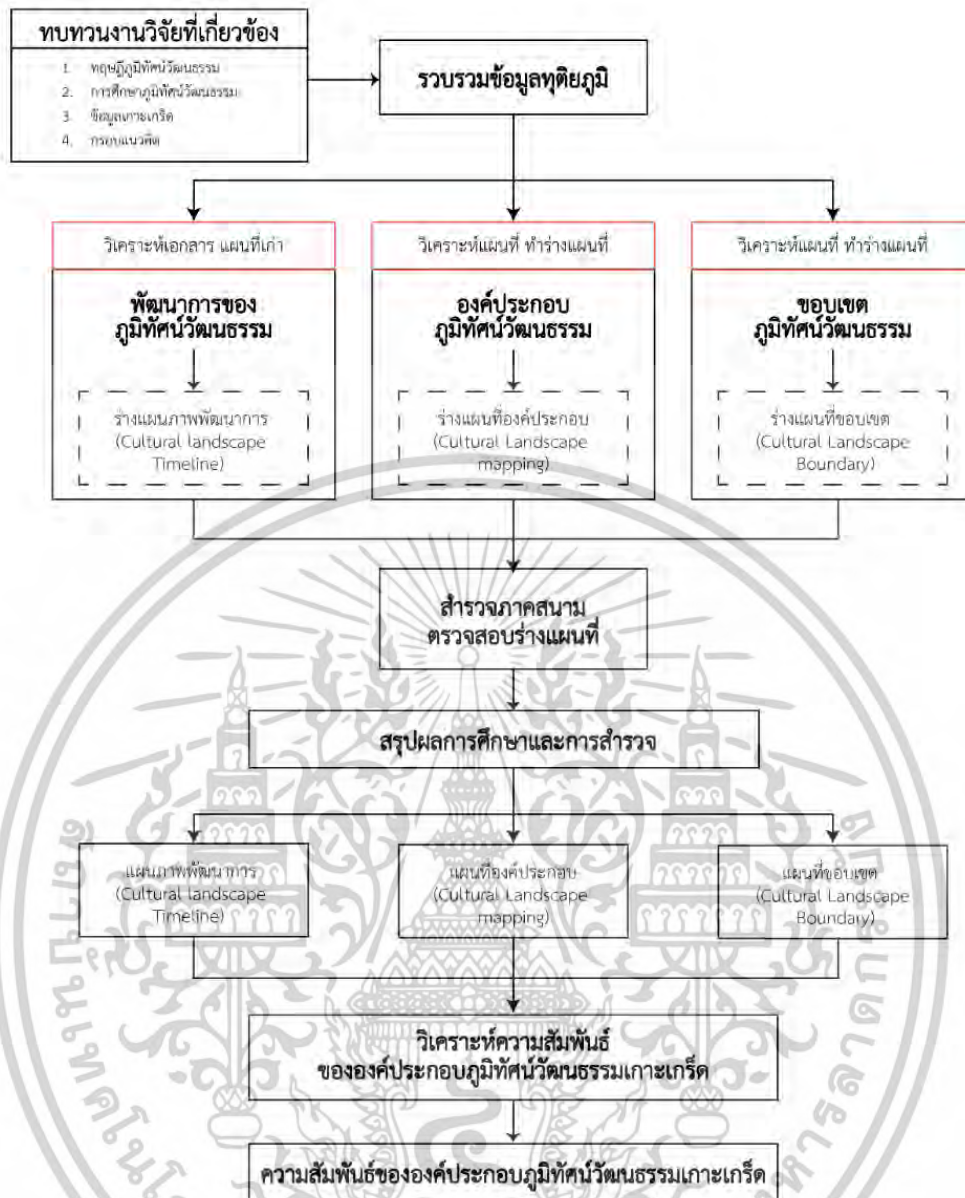 ทบทวนงานวิจัยที่เกี่ยวข้อง
1. ทฤษฎีภูมิทัศน์วัฒนธรรม
2. การศึกษาภูมิทัศน์วัฒนธรรม
3. ข้อมูลเกาะเกร็ด
4. กรอบแนวคิด
รวบรวมข้อมูลทุติยภูมิ
วิเคราะห์เอกสาร แผนที่เก่า
พัฒนาการของ
ภูมิทัศน์วัฒนธรรม
ร่างแผนภาพพัฒนาการ
(Cultural landscape
Timeline)
วิเคราะห์แผนที่ ทำร่างแผนที่
องค์ประกอบ
ภูมิทัศน์วัฒนธรรม
ร่างแผนที่องค์ประกอบ
(Cultural Landscape
mapping)
วิเคราะห์แผนที่ ทำร่างแผนที่
ขอบเขต
ภูมิทัศน์วัฒนธรรม
ร่างแผนที่ขอบเขต
(Cultural Landscape
Boundary)
สำรวจภาคสนาม
ตรวจสอบร่างแผนที่
สรุปผลการศึกษาและการสำรวจ
แผนภาพพัฒนาการ
(Cultural landscape
Timeline)
แผนที่องค์ประกอบ
(Cultural Landscape
mapping)
แผนที่ขอบเขต
(Cultural Landscape
Boundary)
วิเคราะห์ความสัมพันธ์
ขององค์ประกอบภูมิทัศน์วัฒนธรรมเกาะเกร็ด
ความสัมพันธ์ขององค์ประกอบภูมิทัศน์วัฒนธรรมเกาะเกร็ด